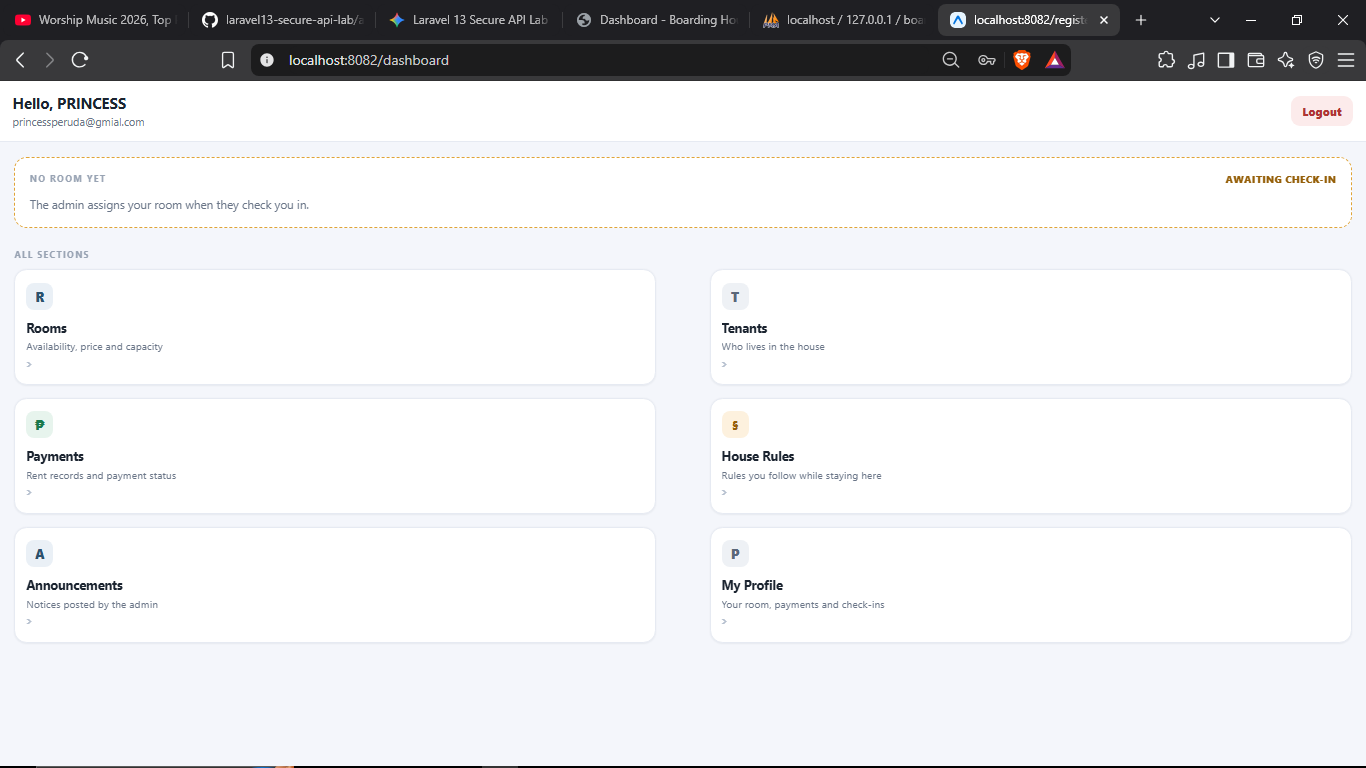 Worship Music 2026, Top
laravel13-secure-api-lab/a
Laravel 13 Secure API Lab
Dashboard - Boarding Ho
localhost / 127.0.0.1 / boa
localhost:8082/regist
localhost:8082/dashboard
Hello, PRINCESS
princessperuda@gmial.com
Logout
NO ROOM YET
AWAITING CHECK-IN
The admin assigns your room when they check you in.
ALL SECTIONS
R
Rooms
Availability, price and capacity
>
T
Tenants
Who lives in the house
>
₱
Payments
Rent records and payment status
>
§
House Rules
Rules you follow while staying here
>
A
Announcements
Notices posted by the admin
>
P
My Profile
Your room, payments and check-ins
>